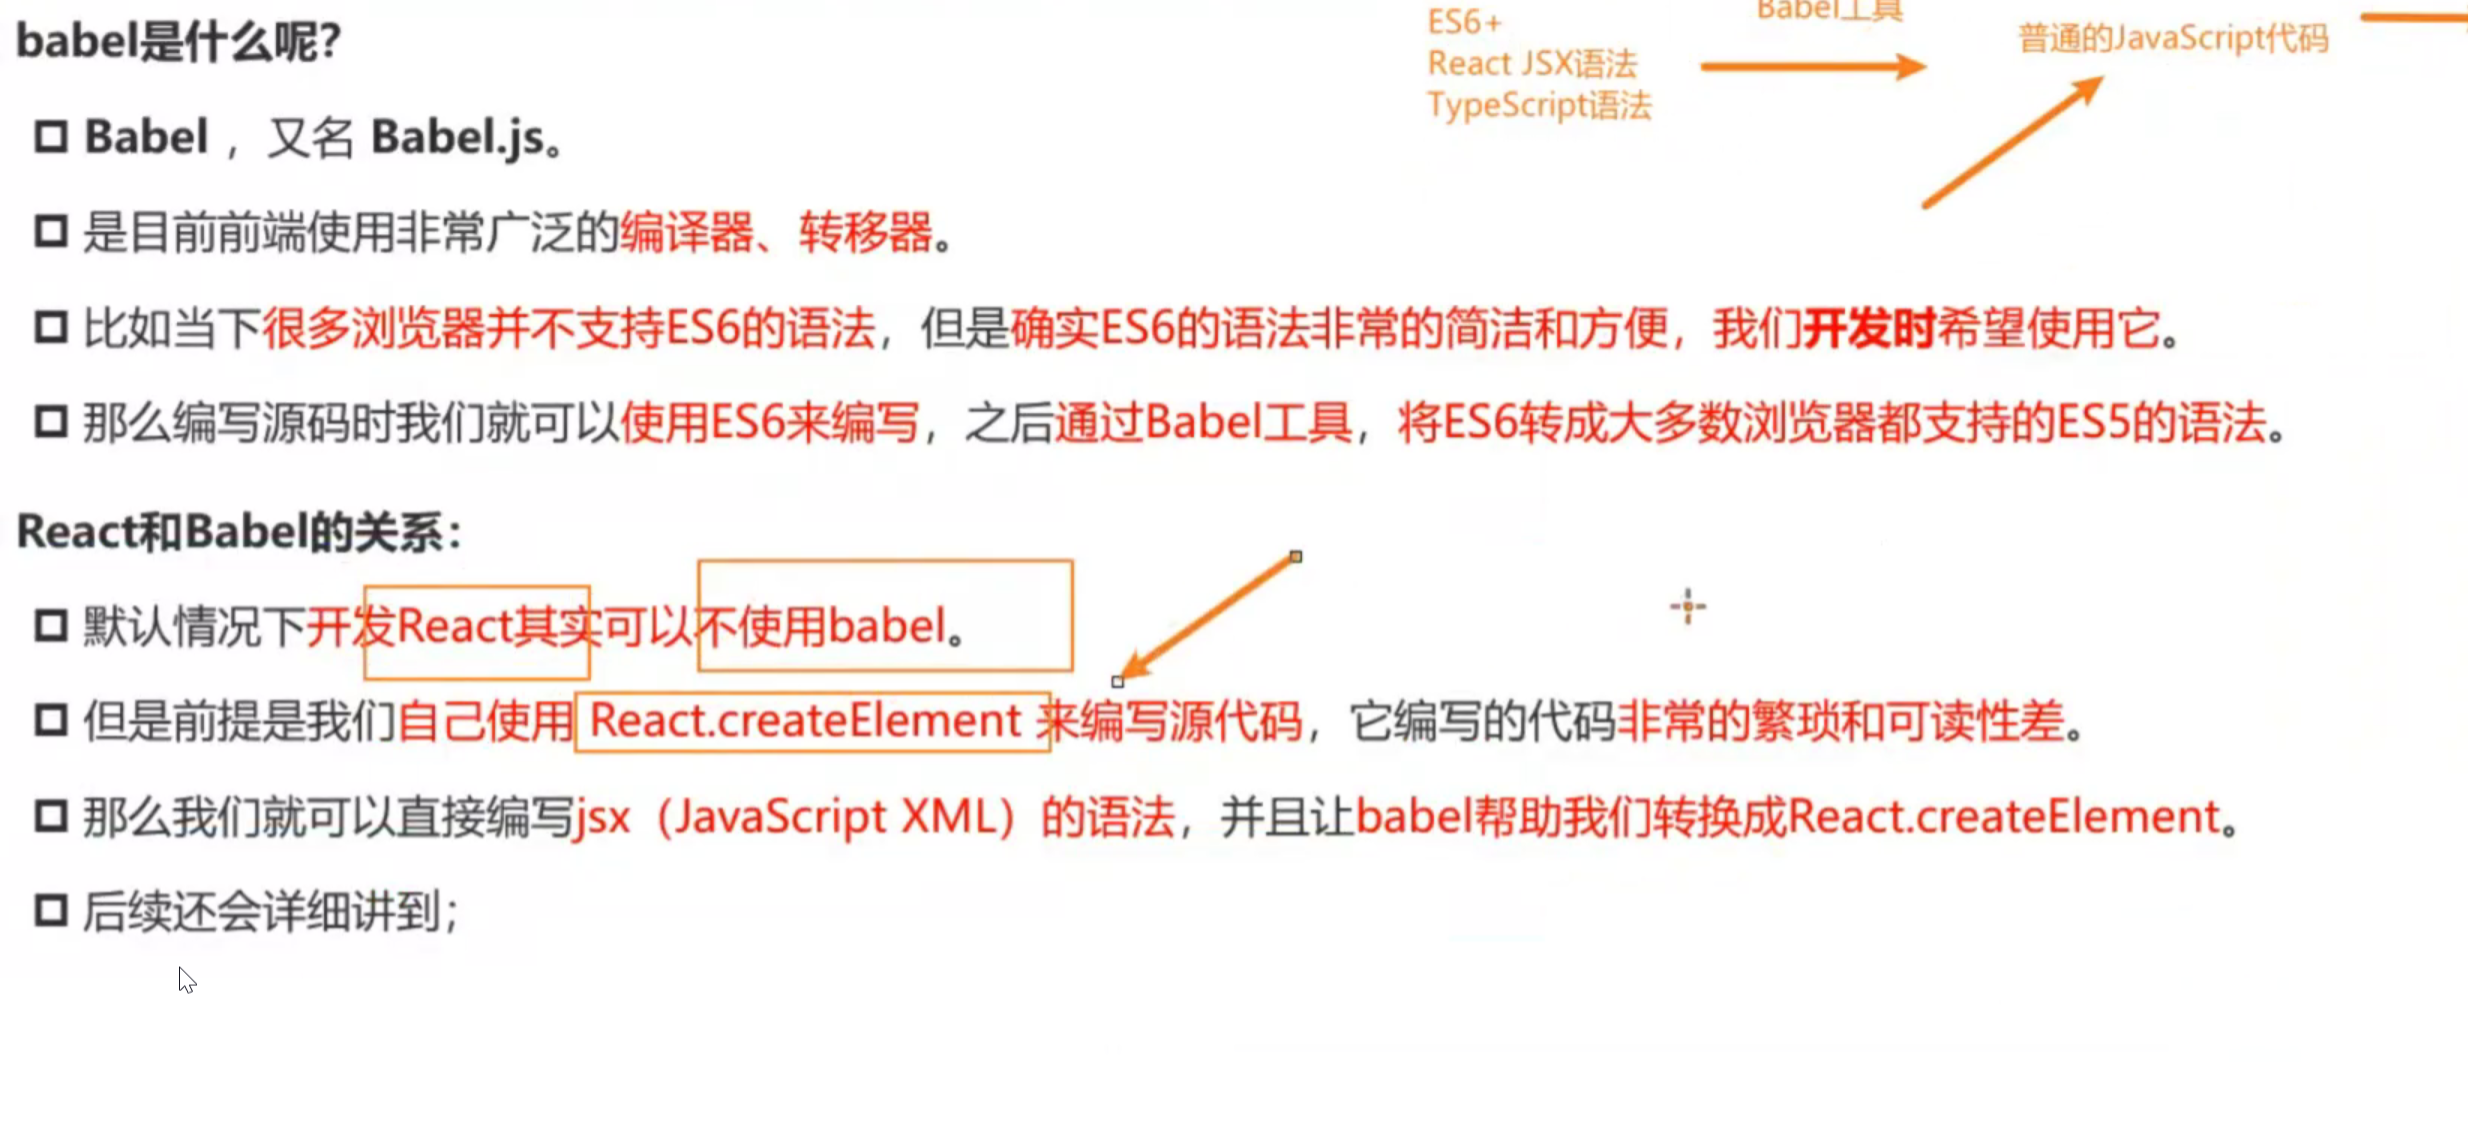 babel是什么呢？
ES6+
React JSX语法
TypeScript语法
Babel工具
普通的JavaScript代码
Babel ，又名 Babel.js。
是目前前端使用非常广泛的编译器、转移器。
比如当下很多浏览器并不支持ES6的语法，但是确实ES6的语法非常的简洁和方便，我们开发时希望使用它。
那么编写源码时我们就可以使用ES6来编写，之后通过Babel工具，将ES6转成大多数浏览器都支持的ES5的语法。
React和Babel的关系：
默认情况下开发React其实可以不使用babel。
但是前提是我们自己使用 React.createElement 来编写源代码，它编写的代码非常的繁琐和可读性差。
那么我们就可以直接编写jsx（JavaScript XML）的语法，并且让babel帮助我们转换成React.createElement。
后续还会详细讲到；